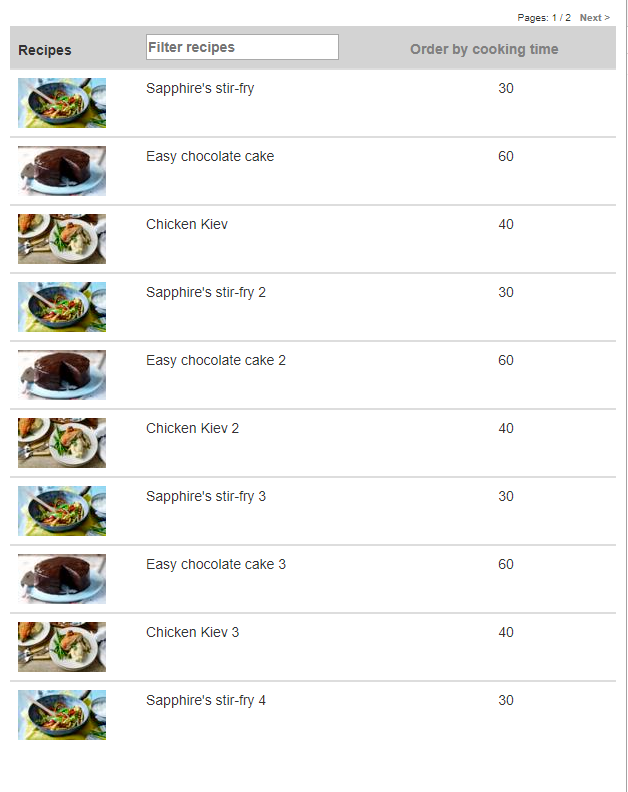 Pages: 1 / 2 Next >
Recipes Filter recipes Order by cooking time
Sapphire's stir-fry 30
Easy chocolate cake 60
Chicken Kiev 40
Sapphire's stir-fry 2 30
Easy chocolate cake 2 60
Chicken Kiev 2 40
Sapphire's stir-fry 3 30
Easy chocolate cake 3 60
Chicken Kiev 3 40
Sapphire's stir-fry 4 30